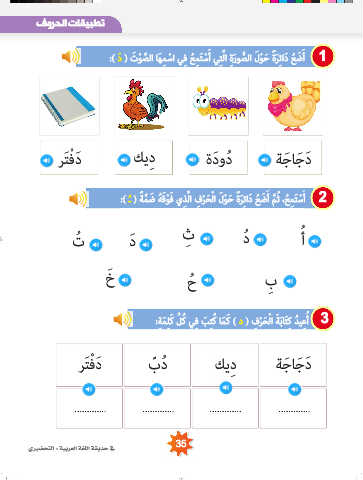 تطبيقات الحروف
1 أَضَعُ دَائِرَةً حَوْلَ الصُّورَةِ الَّتِي أَسْتَمِعُ فِي اسْمِهَا الصَّوْتَ ( دَ ):
دَجَاجَة دُودَة دِيك دَفْتَر
2 أَسْتَمِعُ، ثُمَّ أَضَعُ دَائِرَةً حَوْلَ الْحَرْفِ الَّذِي فَوْقَهُ ضَمَّةٌ ( ـُ ):
أُ دُ ثِ دَ تُ
بِ حُ خَ
3 أُعِيدُ كِتَابَةَ الْحَرْفِ ( د ) كَمَا كُتِبَ فِي كُلِّ كَلِمَةٍ:
دَجَاجَة دِيك دُبّ دَفْتَر
............ ............ ............ ............
35
في حديقة اللغة العربية - التحضيري